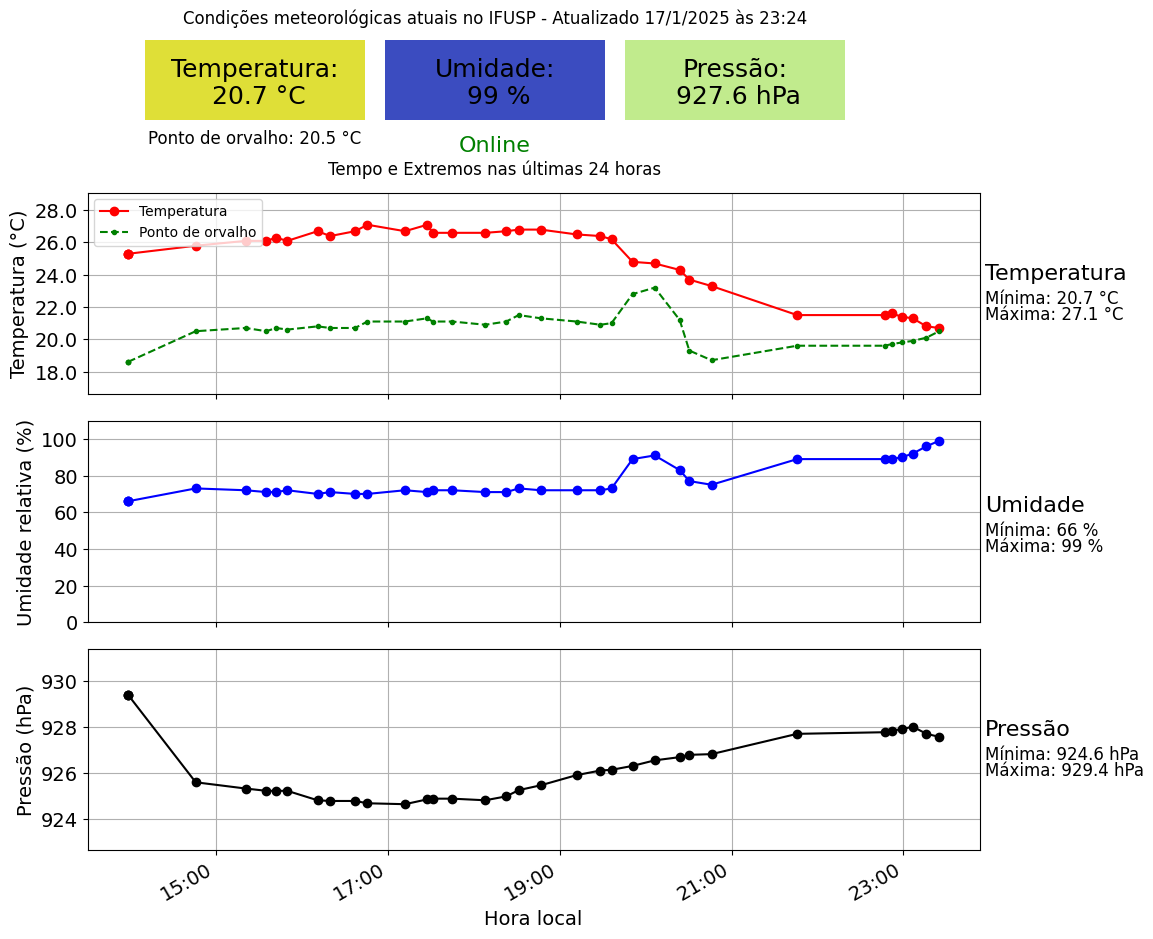 Condições meteorológicas atuais no IFUSP - Atualizado 17/1/2025 às 23:24
Temperatura:
20.7 °C
Umidade:
99 %
Pressão:
927.6 hPa
Ponto de orvalho: 20.5 °C
Online
Tempo e Extremos nas últimas 24 horas
Temperatura (°C)
28.0
26.0
24.0
22.0
20.0
18.0
Temperatura
Ponto de orvalho
Temperatura
Mínima: 20.7 °C
Máxima: 27.1 °C
Umidade relativa (%)
100
80
60
40
20
0
Umidade
Mínima: 66 %
Máxima: 99 %
Pressão (hPa)
930
928
926
924
Pressão
Mínima: 924.6 hPa
Máxima: 929.4 hPa
15:00
17:00
19:00
21:00
23:00
Hora local